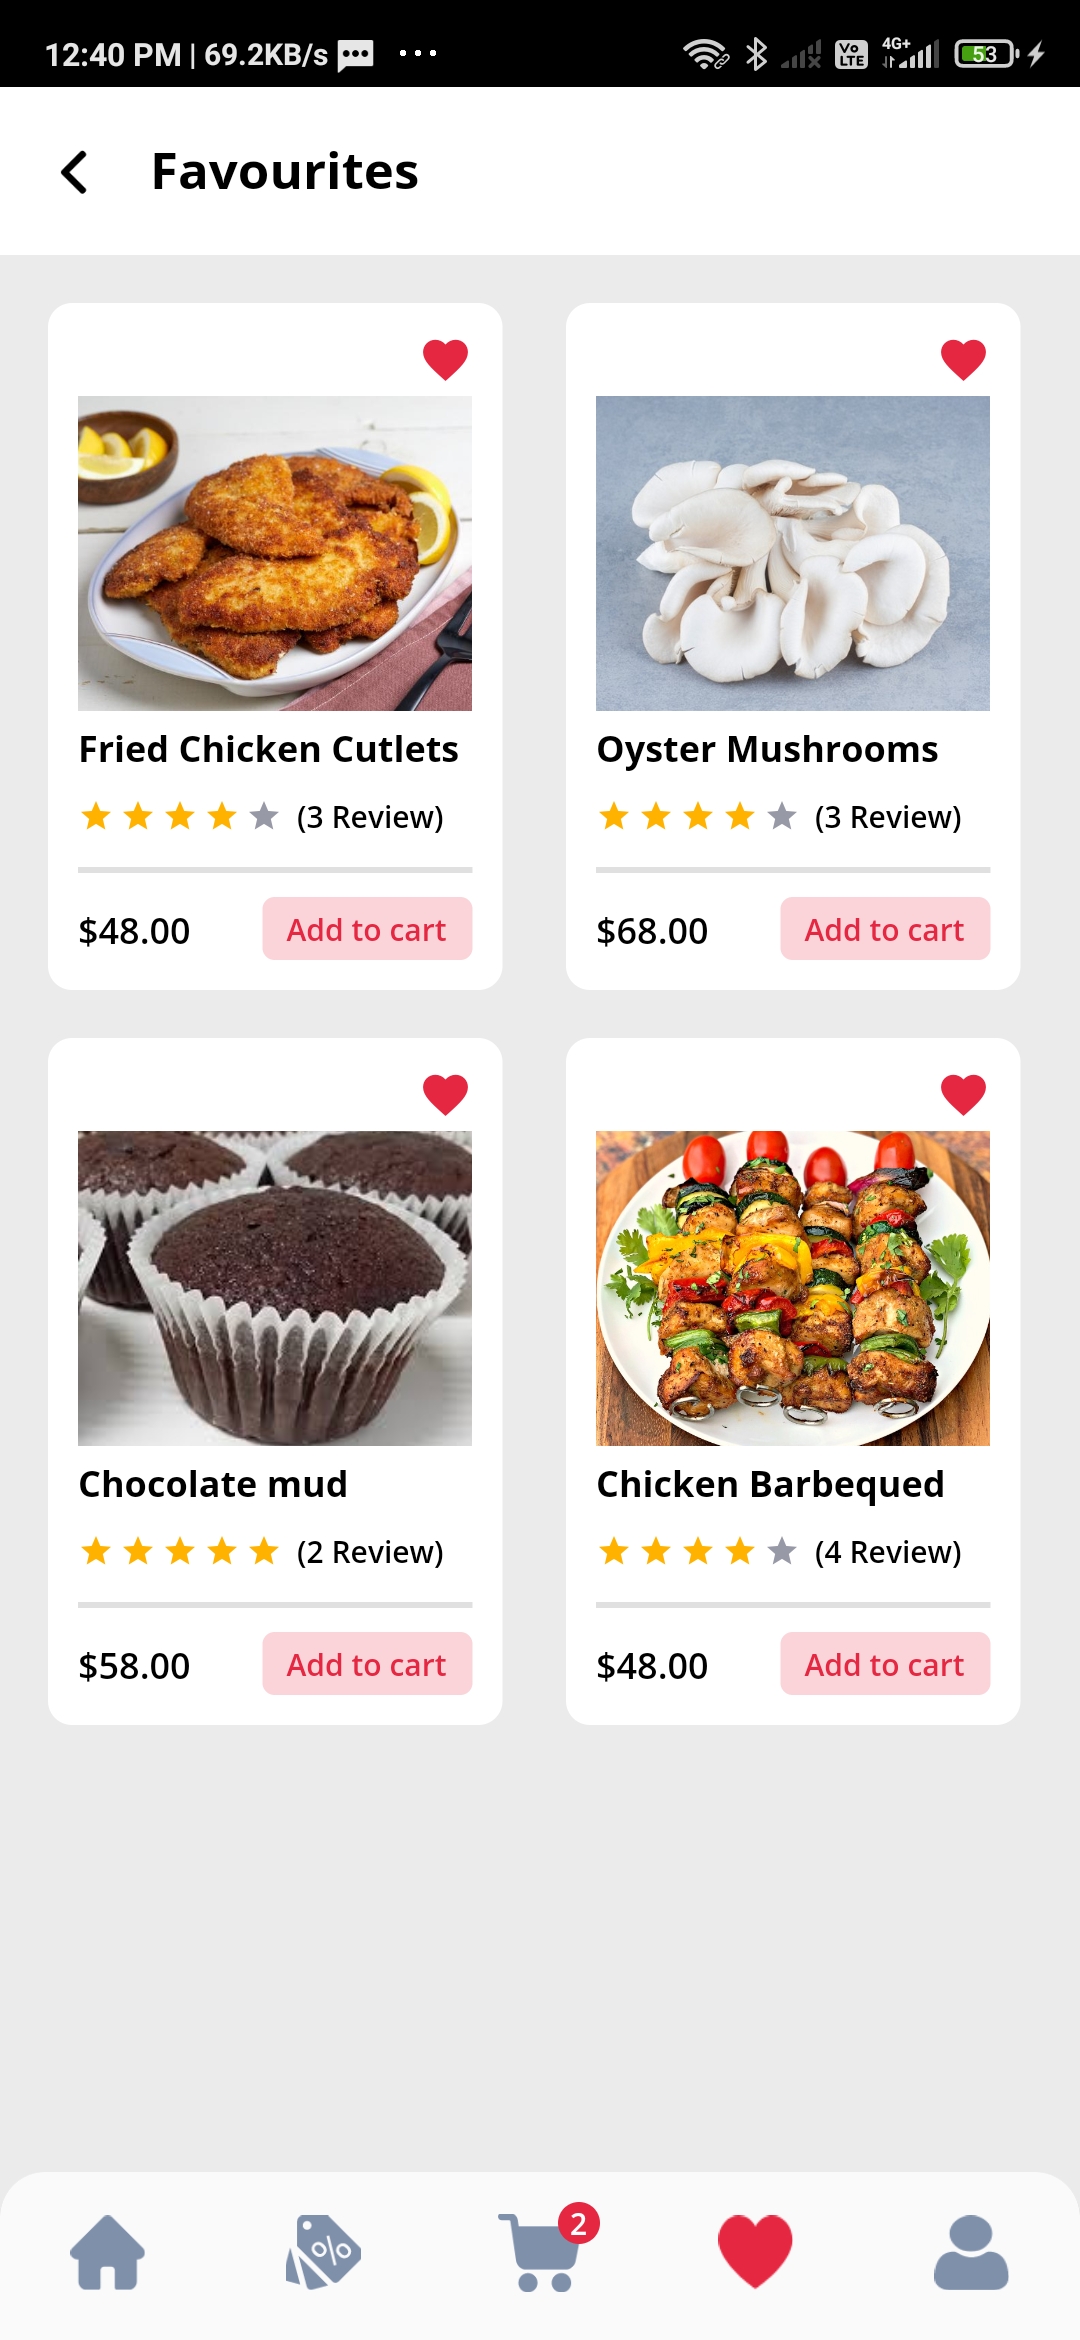 12:40 PM | 69.2KB/s
Vo LTE 4G+ 53
Favourites
Fried Chicken Cutlets
(3 Review)
$48.00 Add to cart
Oyster Mushrooms
(3 Review)
$68.00 Add to cart
Chocolate mud
(2 Review)
$58.00 Add to cart
Chicken Barbequed
(4 Review)
$48.00 Add to cart
%
2